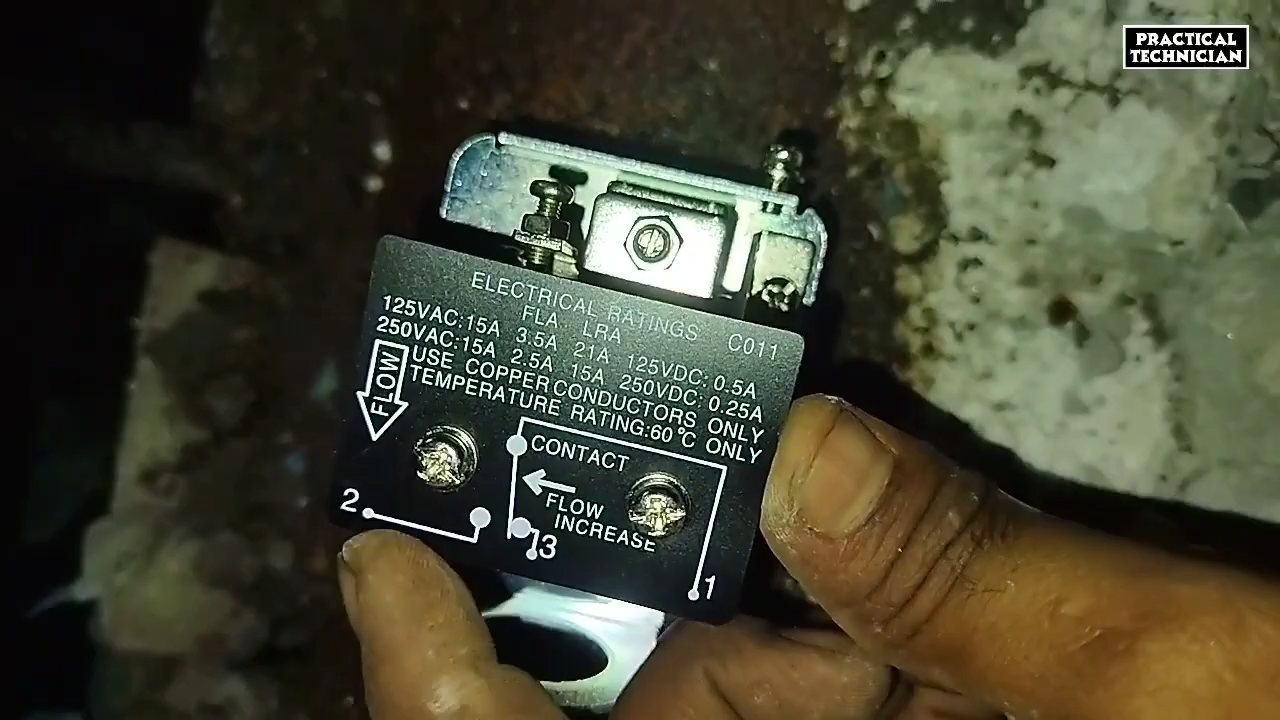 PRACTICAL
TECHNICIAN
ELECTRICAL RATINGS C011
FLA LRA
125VAC:15A 3.5A 21A 125VDC: 0.5A
250VAC:15A 2.5A 15A 250VDC: 0.25A
USE COPPER CONDUCTORS ONLY
TEMPERATURE RATING:60℃ ONLY
FLOW
CONTACT
FLOW
INCREASE
2
3
1